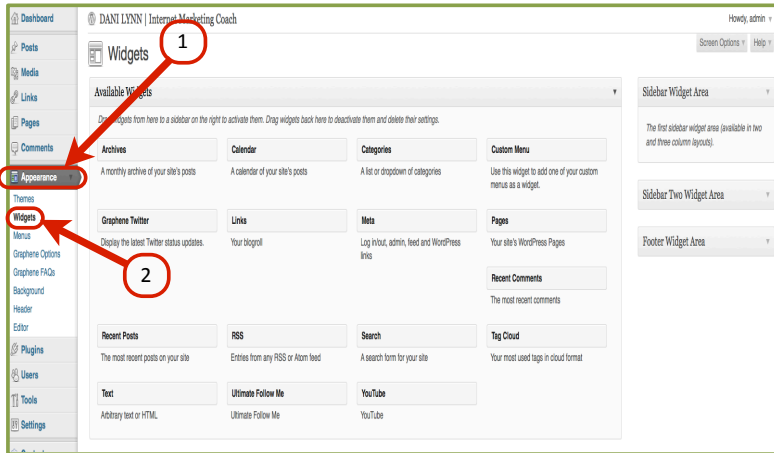 Dashboard
Posts
Media
Links
Pages
Comments
Appearance
Themes
Widgets
Menus
Graphene Options
Graphene FAQs
Background
Header
Editor
Plugins
Users
Tools
Settings
DANI LYNN | Internet Marketing Coach
Howdy, admin
Screen Options
Help
1
2
Widgets
Available Widgets
Drag widgets from here to a sidebar on the right to activate them. Drag widgets back here to deactivate them and delete their settings.
Archives
A monthly archive of your site's posts
Calendar
A calendar of your site's posts
Categories
A list or dropdown of categories
Custom Menu
Use this widget to add one of your custom
menus as a widget.
Graphene Twitter
Display the latest Twitter status updates.
Links
Your blogroll
Meta
Log in/out, admin, feed and WordPress
links
Pages
Your site's WordPress Pages
Recent Comments
The most recent comments
Recent Posts
The most recent posts on your site
RSS
Entries from any RSS or Atom feed
Search
A search form for your site
Tag Cloud
Your most used tags in cloud format
Text
Arbitrary text or HTML
Ultimate Follow Me
Ultimate Follow Me
YouTube
YouTube
Sidebar Widget Area
The first sidebar widget area (available in two
and three column layouts).
Sidebar Two Widget Area
Footer Widget Area